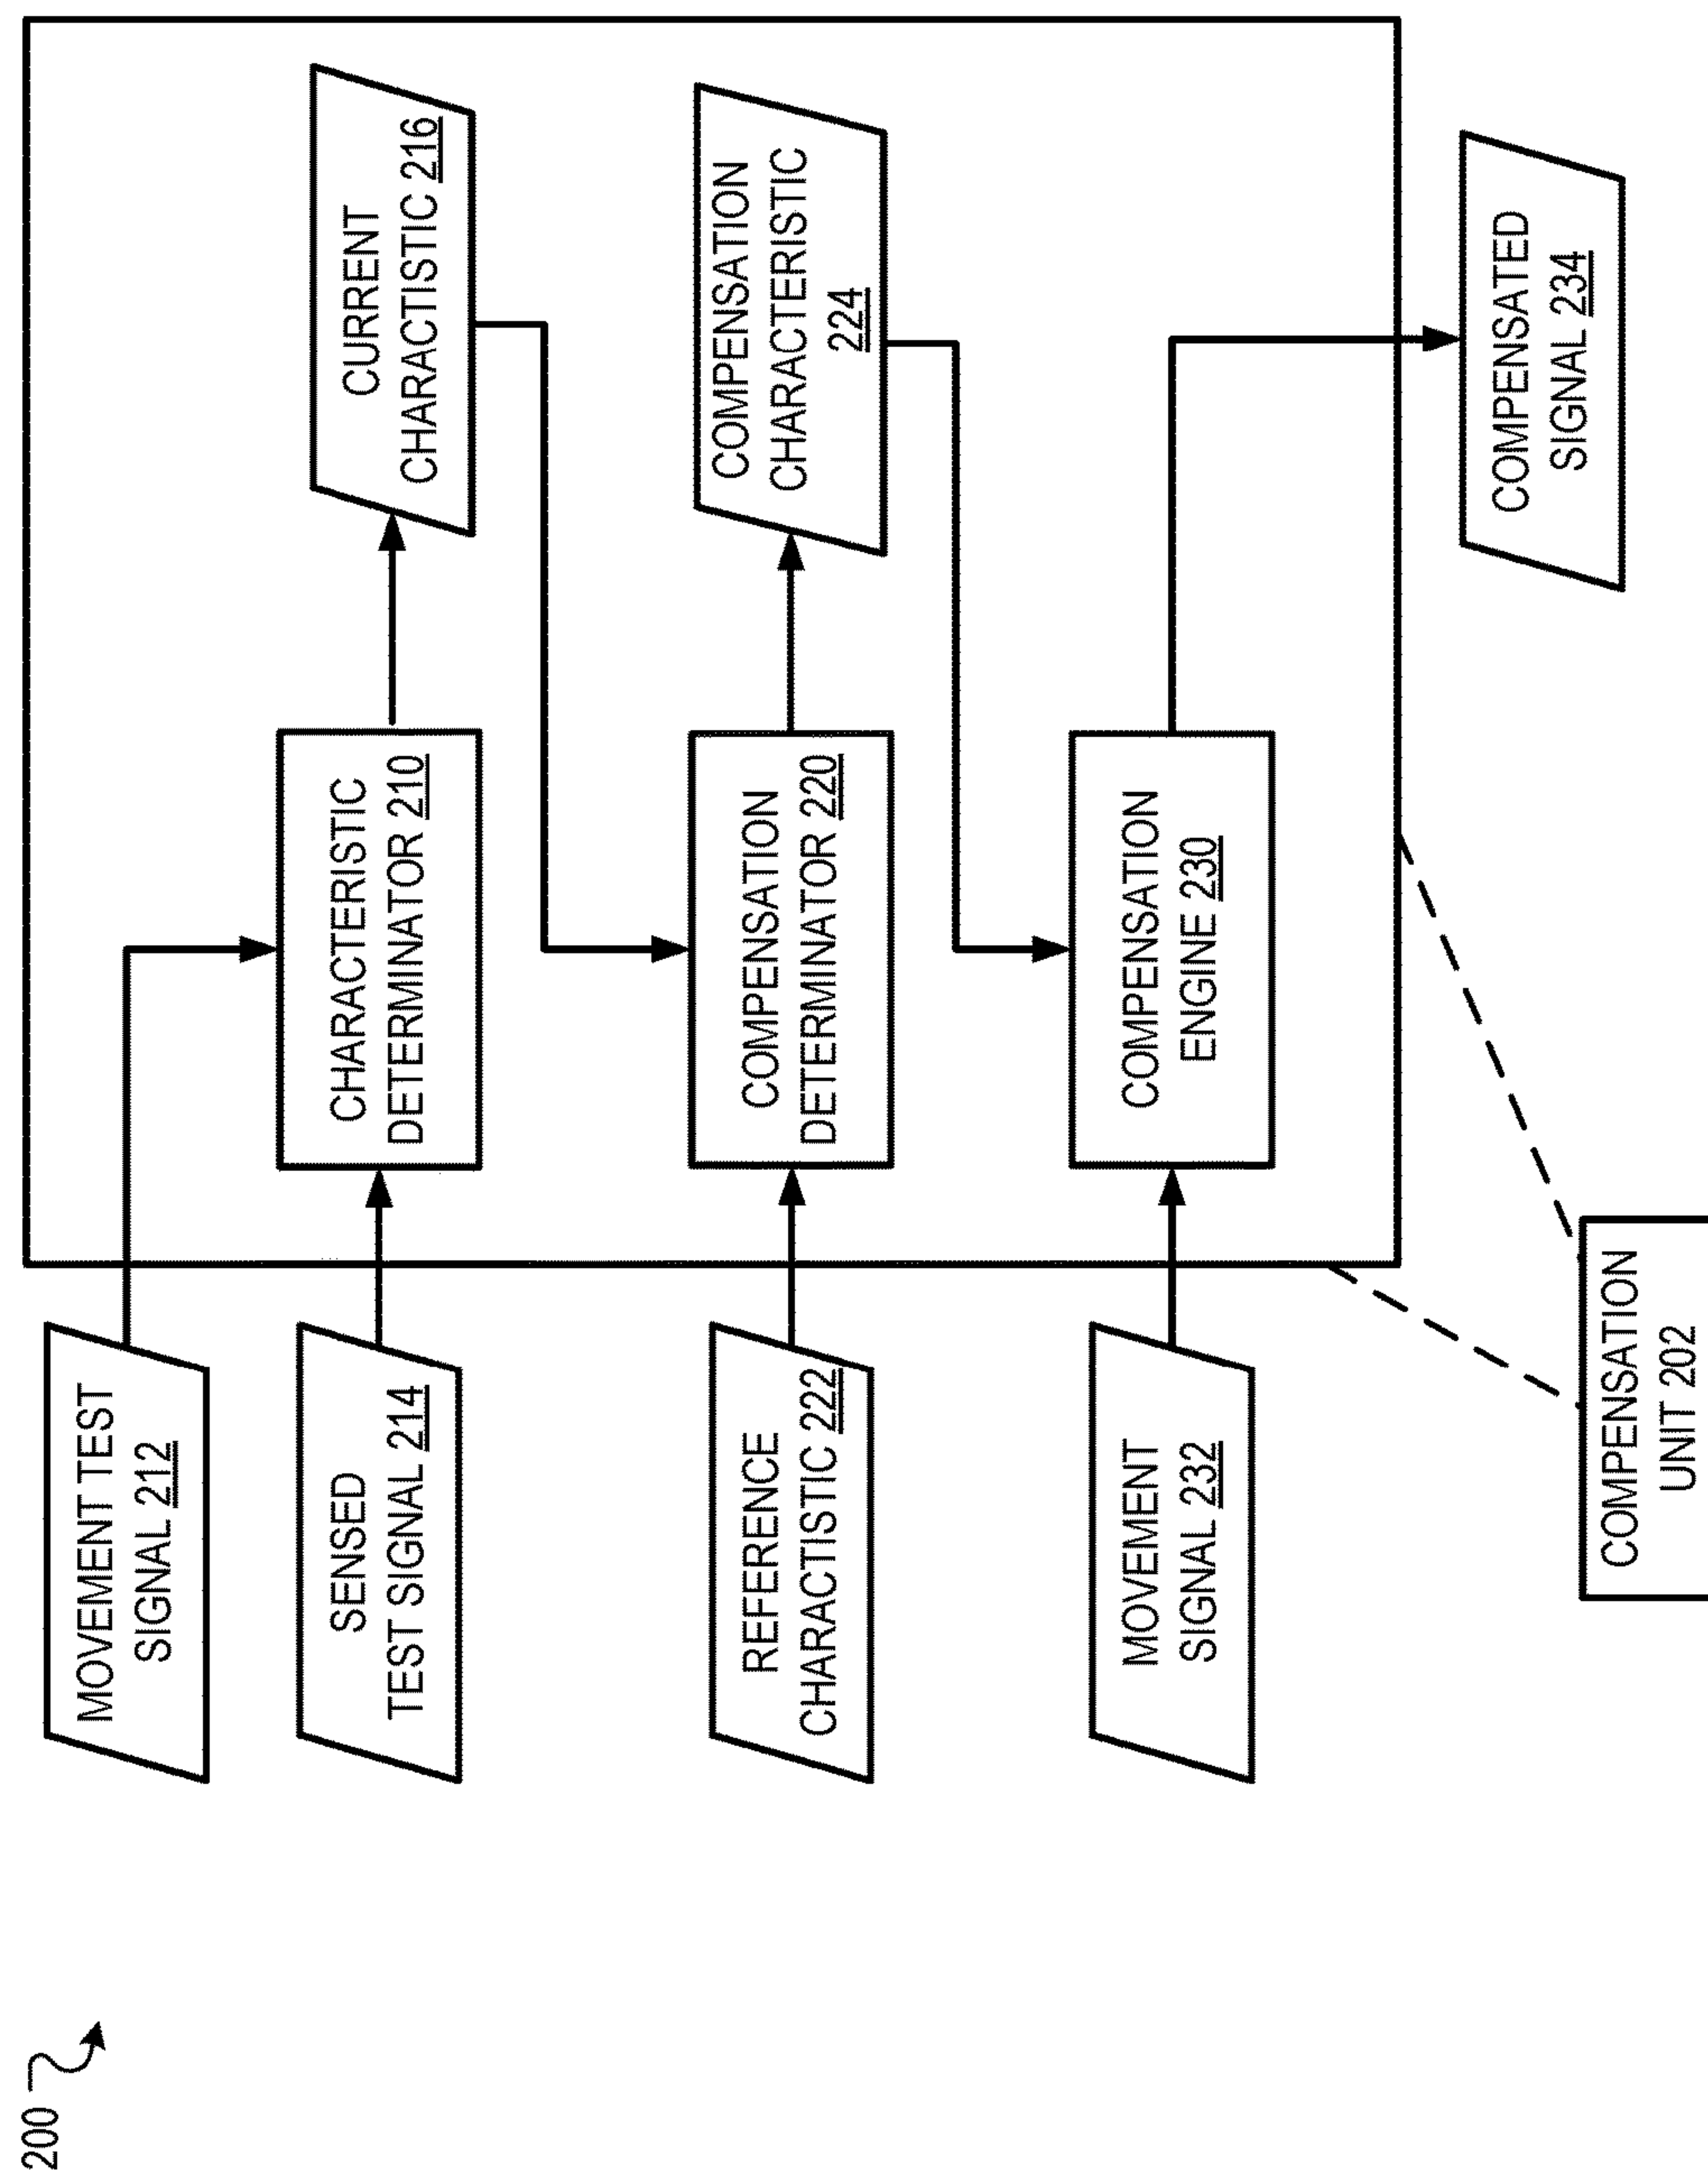 200
MOVEMENT TEST
SIGNAL 212
SENSED
TEST SIGNAL 214
CHARACTERISTIC
DETERMINATOR 210
CURRENT
CHARACTISTIC 216
REFERENCE
CHARACTISTIC 222
COMPENSATION
DETERMINATOR 220
COMPENSATION
CHARACTERISTIC
224
MOVEMENT
SIGNAL 232
COMPENSATION
ENGINE 230
COMPENSATED
SIGNAL 234
COMPENSATION
UNIT 202